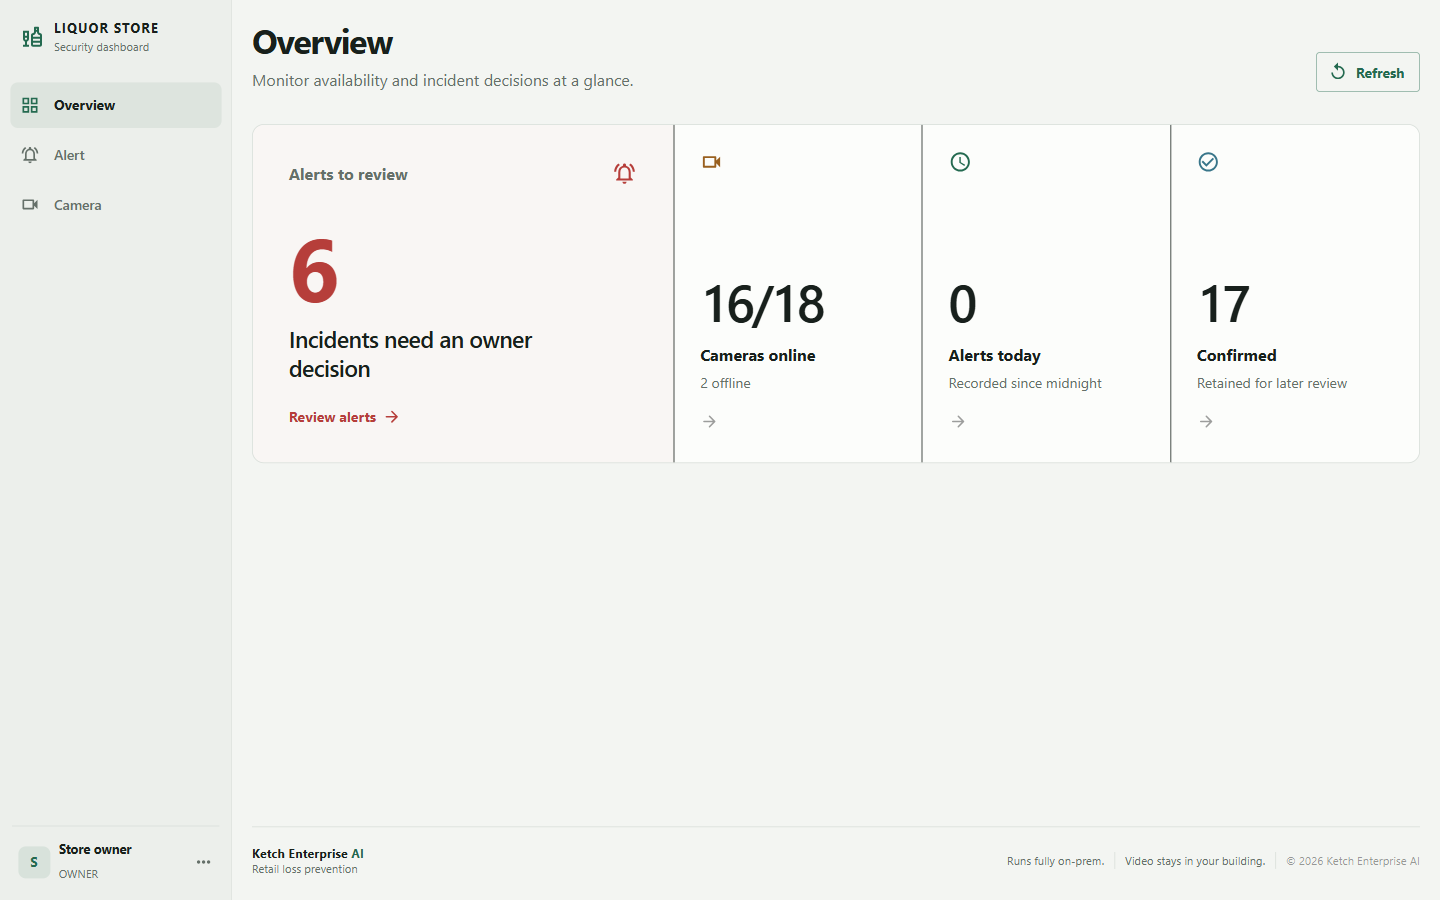 LIQUOR STORE
Security dashboard
Overview
Alert
Camera
Store owner
S
OWNER
Overview
Monitor availability and incident decisions at a glance.
Refresh
Alerts to review
6
Incidents need an owner
decision
Review alerts
16/18
Cameras online
2 offline
0
Alerts today
Recorded since midnight
17
Confirmed
Retained for later review
Ketch Enterprise AI
Retail loss prevention
Runs fully on-prem.
Video stays in your building.
© 2026 Ketch Enterprise AI